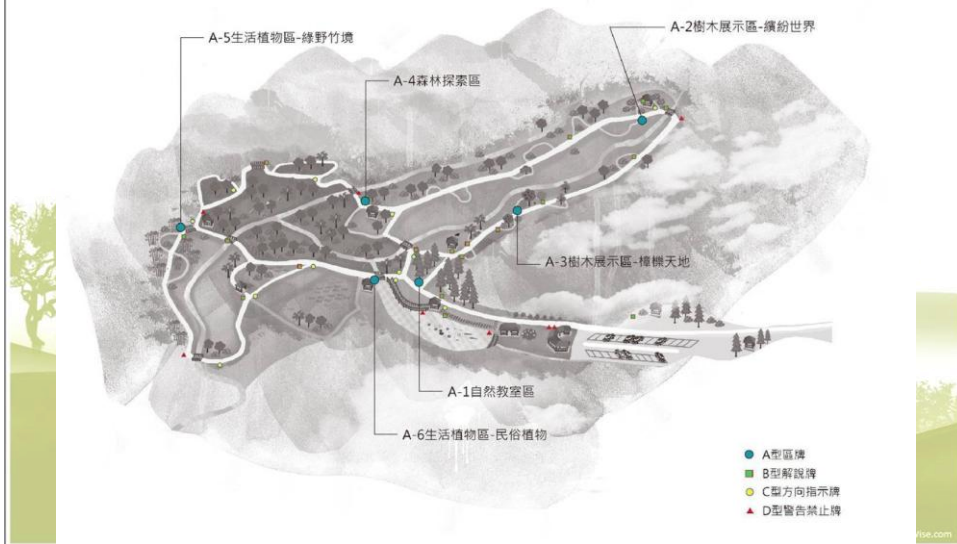 A-2樹木展示區-繽紛世界
A-5生活植物區-綠野竹境
A-4森林探索區
A-3樹木展示區-樟櫟天地
A-1自然教室區
A-6生活植物區-民俗植物
A型區牌
B型解說牌
C型方向指示牌
D型警告禁止牌